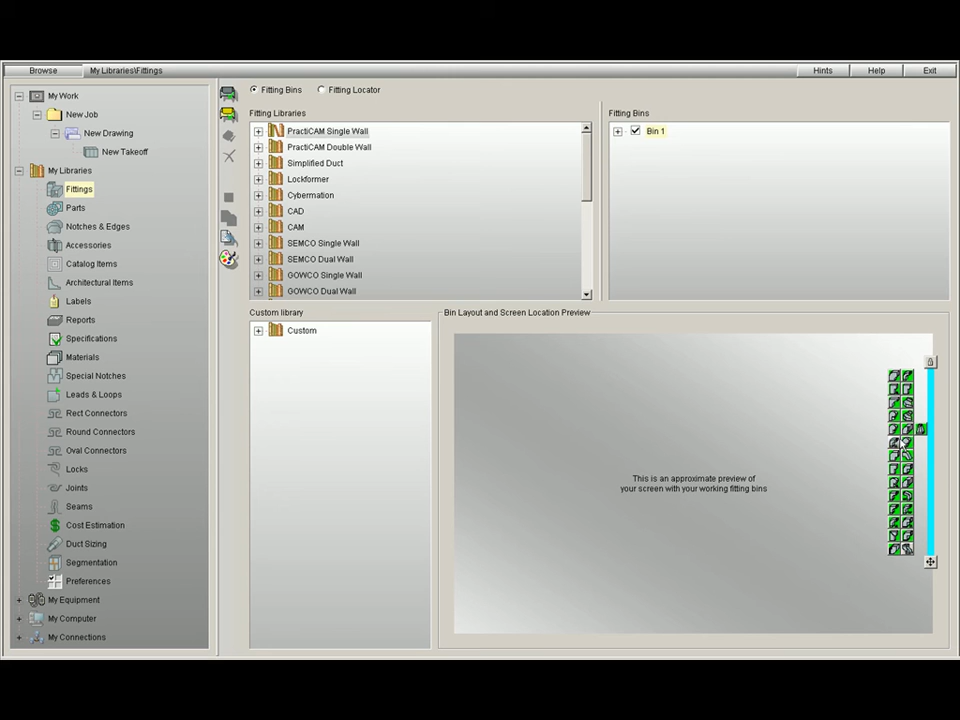 Browse
My Libraries\Fittings
Hints
Help
Exit
My Work
New Job
New Drawing
New Takeoff
My Libraries
Fittings
Parts
Notches & Edges
Accessories
Catalog Items
Architectural Items
Labels
Reports
Specifications
Materials
Special Notches
Leads & Loops
Rect Connectors
Round Connectors
Oval Connectors
Locks
Joints
Seams
Cost Estimation
Duct Sizing
Segmentation
Preferences
My Equipment
My Computer
My Connections
Fitting Bins
Fitting Locator
Fitting Libraries
PractiCAM Single Wall
PractiCAM Double Wall
Simplified Duct
Lockformer
Cybermation
CAD
CAM
SEMCO Single Wall
SEMCO Dual Wall
GOWCO Single Wall
GOWCO Dual Wall
Fitting Bins
Bin 1
Custom library
Custom
Bin Layout and Screen Location Preview
This is an approximate preview of
your screen with your working fitting bins